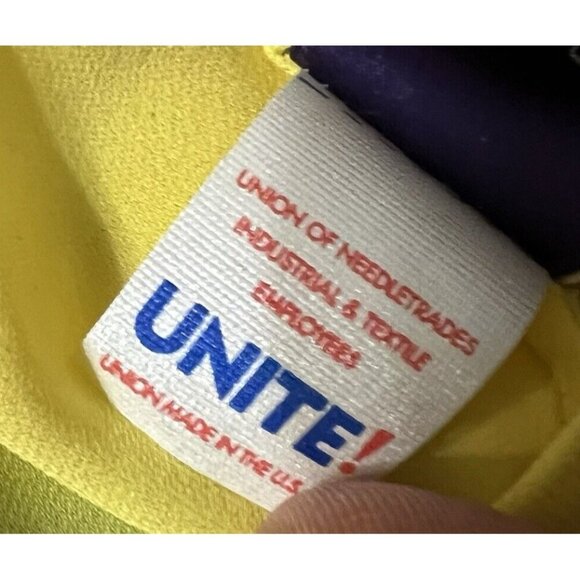 UNION OF NEEDLETRADES
INDUSTRIAL & TEXTILE
EMPLOYEES
UNITE!
UNION MADE IN THE U.S.